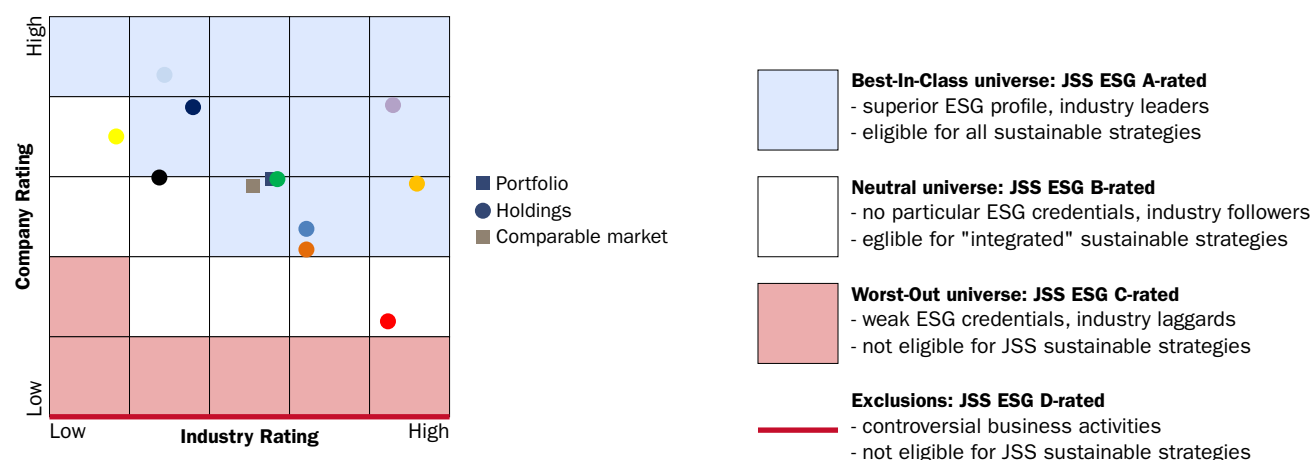 High
Company Rating
Low
Low
Industry Rating
High
Portfolio
Holdings
Comparable market
Best-In-Class universe: JSS ESG A-rated
- superior ESG profile, industry leaders
- eligible for all sustainable strategies
Neutral universe: JSS ESG B-rated
- no particular ESG credentials, industry followers
- eglible for "integrated" sustainable strategies
Worst-Out universe: JSS ESG C-rated
- weak ESG credentials, industry laggards
- not eligible for JSS sustainable strategies
Exclusions: JSS ESG D-rated
- controversial business activities
- not eligible for JSS sustainable strategies